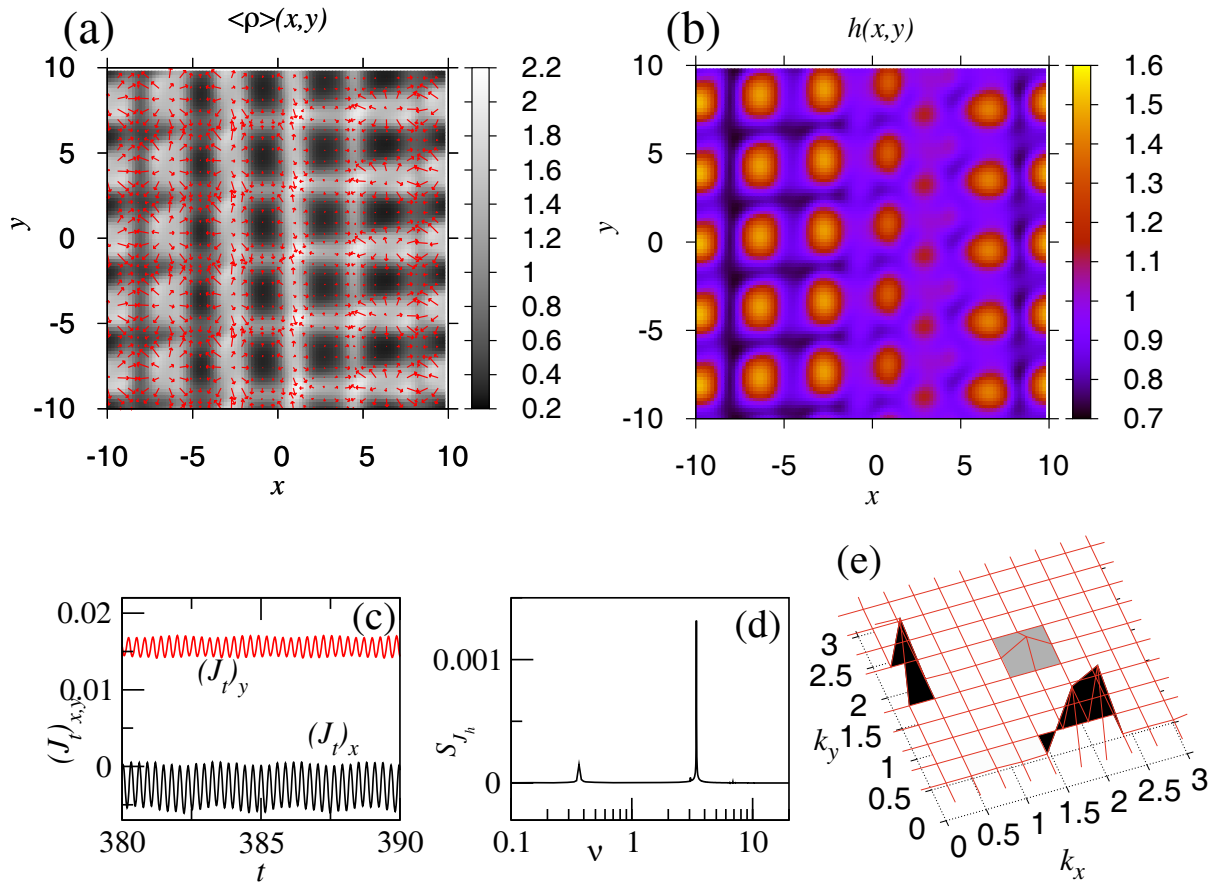 (a) <ρ>(x,y)
10
5
0
-5
-10
y
-10 -5 0 5 10
x
2.2
2
1.8
1.6
1.4
1.2
1
0.8
0.6
0.4
0.2
(b) h(x,y)
10
5
0
-5
-10
y
-10 -5 0 5 10
x
1.6
1.5
1.4
1.3
1.2
1.1
1
0.9
0.8
0.7
(c)
0.02
0.01
0
(J_t)_{x,y}
(J_t)_y
(J_t)_x
380 385 390
t
(d)
0.001
0
S_{J_h}
0.1 1 10
ν
(e)
3
2.5
2
1.5
1
0.5
0
k_y
0 0.5 1 1.5 2 2.5 3
k_x